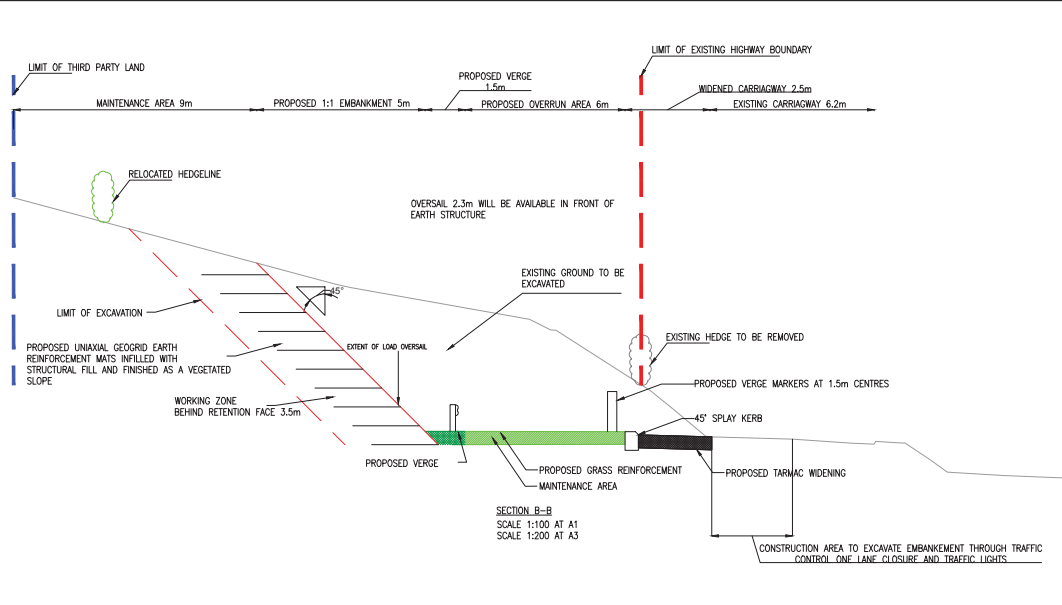 LIMIT OF THIRD PARTY LAND
LIMIT OF EXISTING HIGHWAY BOUNDARY
PROPOSED VERGE
1.5m
MAINTENANCE AREA 9m
PROPOSED 1:1 EMBANKMENT 5m
PROPOSED OVERRUN AREA 6m
WIDENED CARRIAGWAY 2.5m
EXISTING CARRIAGEWAY 6.2m
RELOCATED HEDGELINE
OVERSAIL 2.3m WILL BE AVAILABLE IN FRONT OF
EARTH STRUCTURE
EXISTING GROUND TO BE
EXCAVATED
45°
LIMIT OF EXCAVATION
EXISTING HEDGE TO BE REMOVED
PROPOSED UNIAXIAL GEOGRID EARTH
REINFORCEMENT MATS INFILLED WITH
STRUCTURAL FILL AND FINISHED AS A VEGETATED
SLOPE
EXTENT OF LOAD OVERSAIL
PROPOSED VERGE MARKERS AT 1.5m CENTRES
WORKING ZONE
BEHIND RETENTION FACE 3.5m
45° SPLAY KERB
PROPOSED VERGE
PROPOSED GRASS REINFORCEMENT
PROPOSED TARMAC WIDENING
MAINTENANCE AREA
SECTION B-B
SCALE 1:100 AT A1
SCALE 1:200 AT A3
CONSTRUCTION AREA TO EXCAVATE EMBANKEMENT THROUGH TRAFFIC
CONTROL ONE LANE CLOSURE AND TRAFFIC LIGHTS